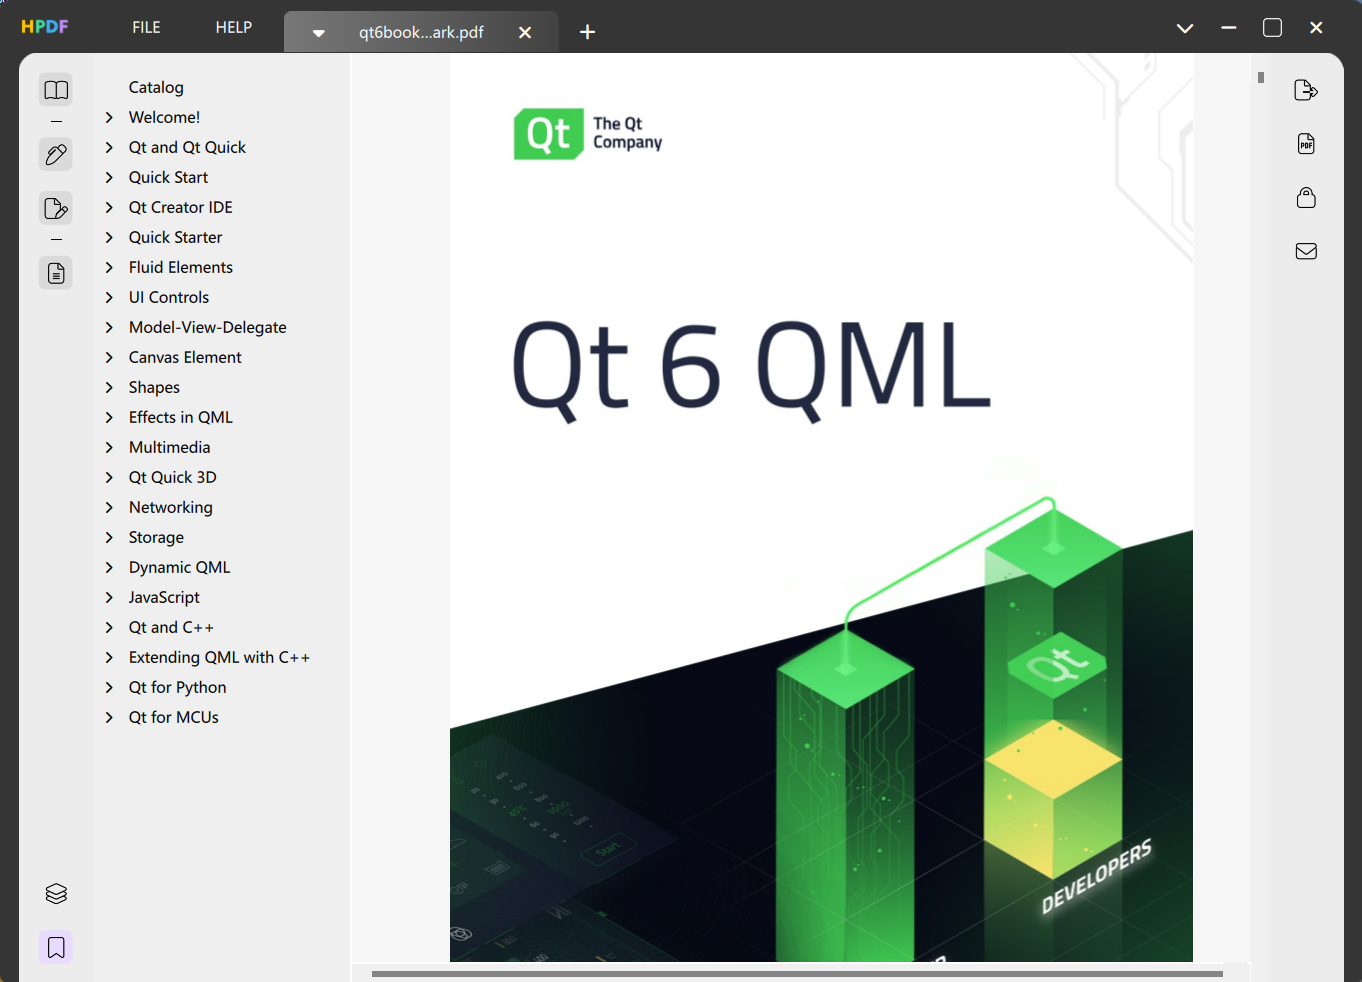 HPDF
FILE
HELP
qt6book...ark.pdf
Catalog
Welcome!
Qt and Qt Quick
Quick Start
Qt Creator IDE
Quick Starter
Fluid Elements
UI Controls
Model-View-Delegate
Canvas Element
Shapes
Effects in QML
Multimedia
Qt Quick 3D
Networking
Storage
Dynamic QML
JavaScript
Qt and C++
Extending QML with C++
Qt for Python
Qt for MCUs
Qt
The Qt
Company
Qt 6 QML
Qt
DEVELOPERS
Start
PDF